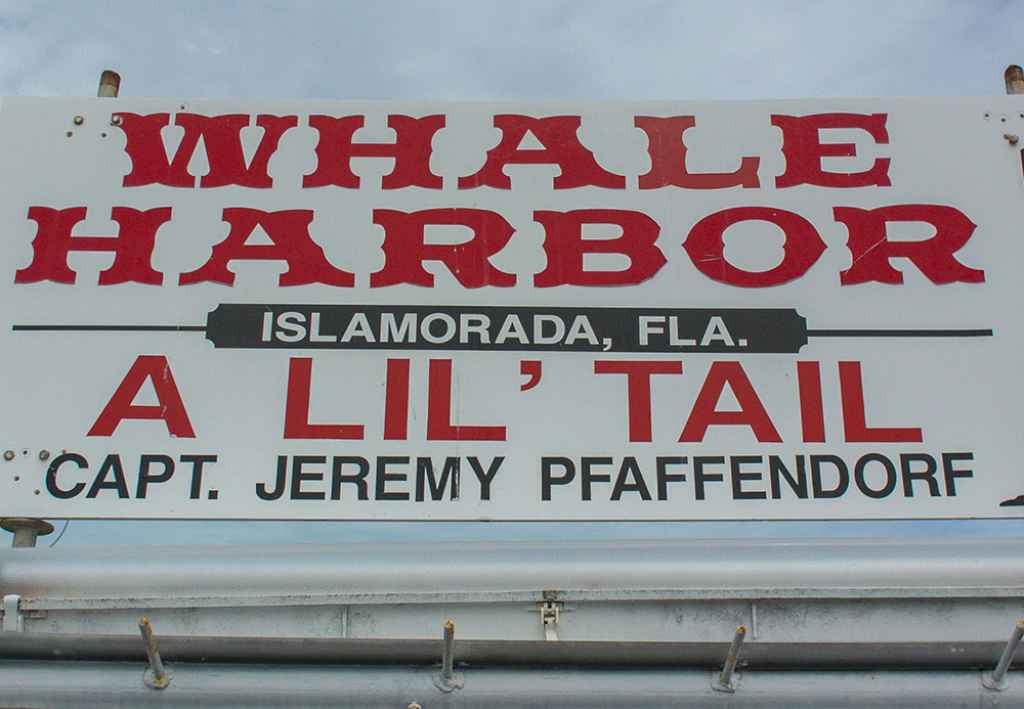 WHALE
HARBOR
ISLAMORADA, FLA.
A LIL' TAIL
CAPT. JEREMY PFAFFENDORF